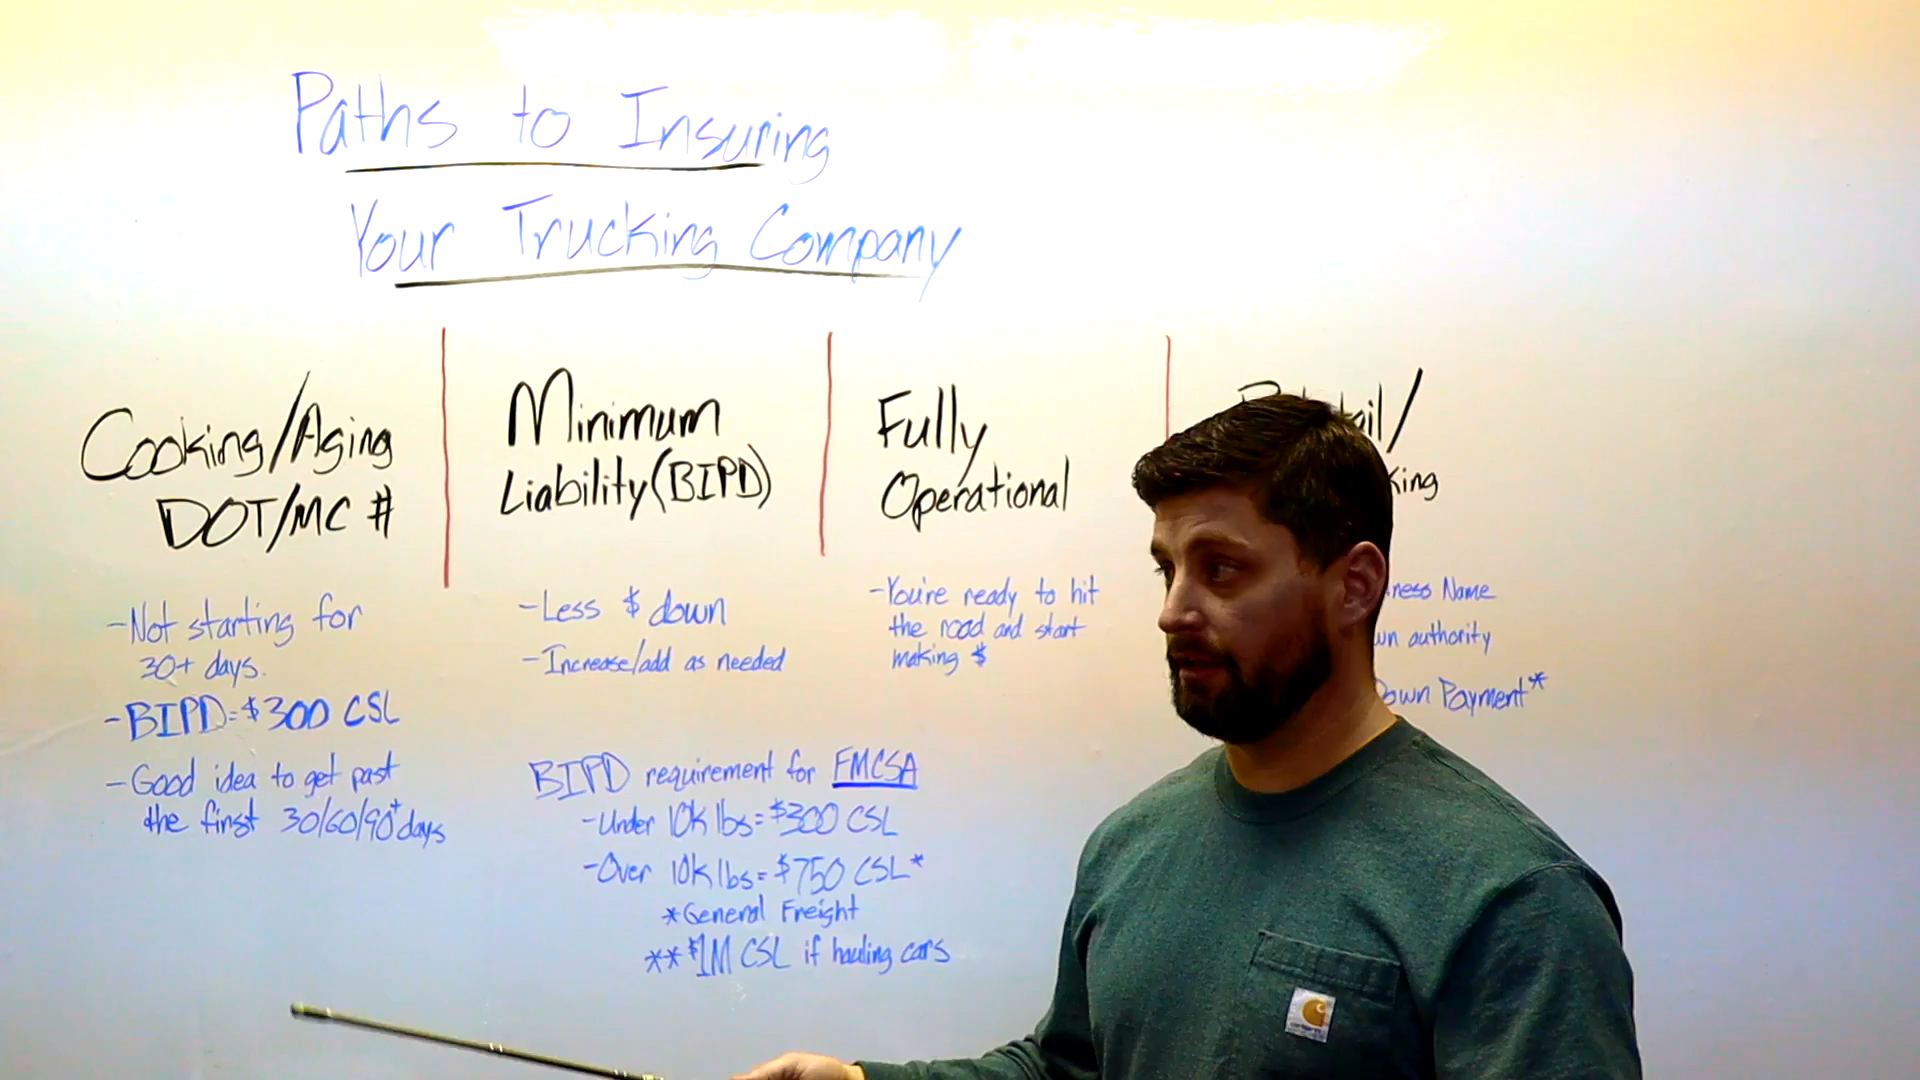 Paths to Insuring
Your Trucking Company
Cooking/Aging
DOT/MC #
-Not starting for
30+ days.
-BIPD=$300 CSL
-Good idea to get past
the first 30/60/90+ days
Minimum
Liability (BIPD)
-Less $ down
-Increase/add as needed
BIPD requirement for FMCSA
-Under 10k lbs=$300 CSL
-Over 10k lbs=$750 CSL*
*General Freight
**$1M CSL if hauling cars
Fully
Operational
-You're ready to hit
the road and start
making $
Name
authority
Down Payment*
carhartt